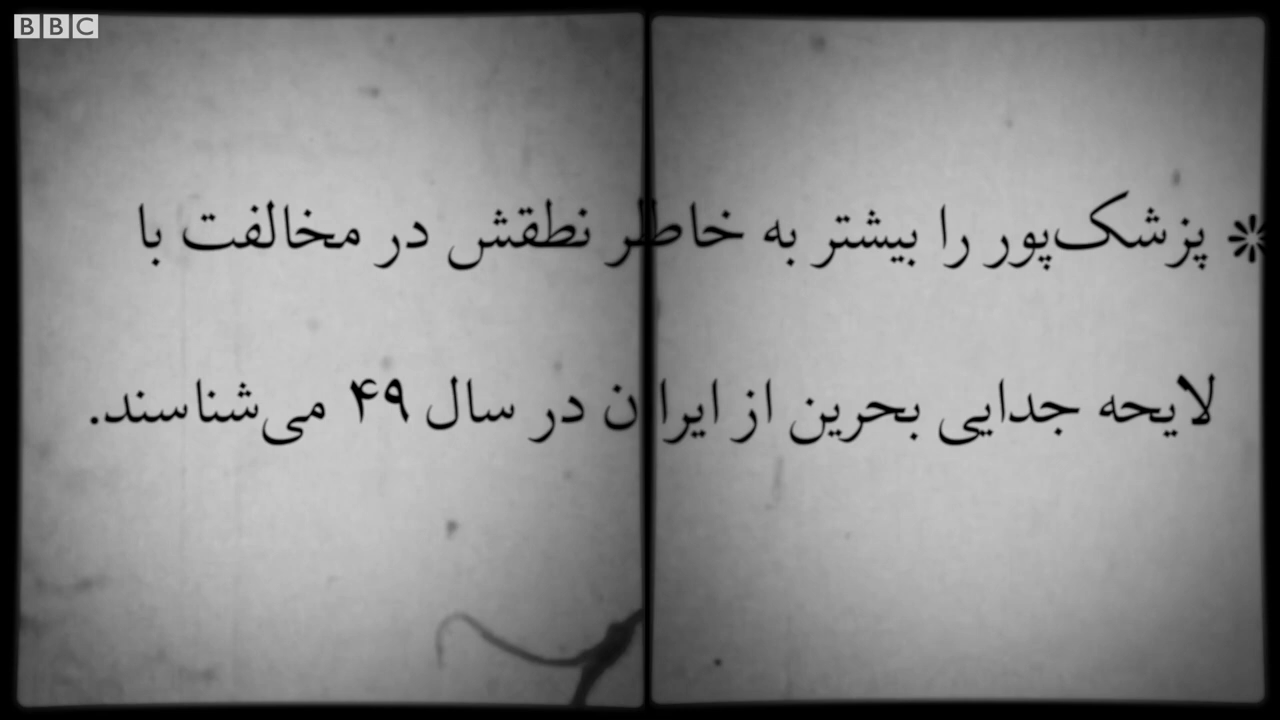 BBC
* پزشک‌پور را بیشتر به خاطر نطقش در مخالفت با
لایحه جدایی بحرین از ایران در سال ۴۹ می‌شناسند.